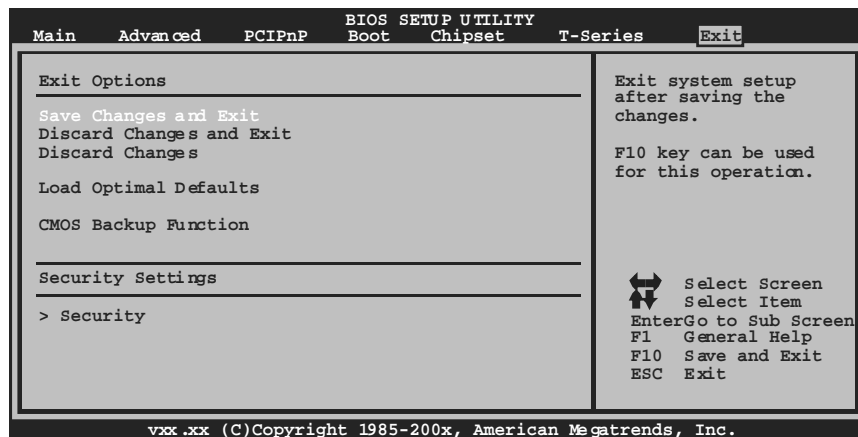 BIOS SETUP UTILITY
Main Advanced PCIPnP Boot Chipset T-Series Exit
Exit Options
Save Changes and Exit
Discard Changes and Exit
Discard Changes
Load Optimal Defaults
CMOS Backup Function
Security Settings
> Security
Exit system setup
after saving the
changes.
F10 key can be used
for this operation.
Select Screen
Select Item
EnterGo to Sub Screen
F1 General Help
F10 Save and Exit
ESC Exit
vxx.xx (C)Copyright 1985-200x, American Megatrends, Inc.